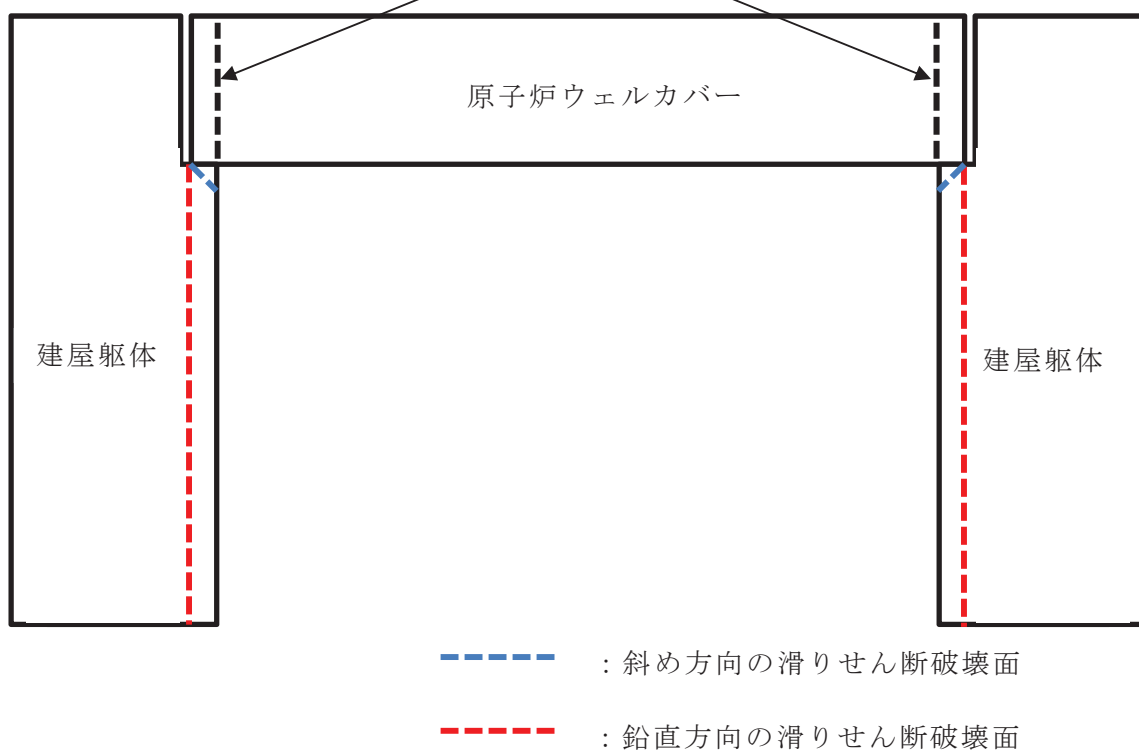 原子炉ウェルカバー
建屋躯体
建屋躯体
：斜め方向の滑りせん断破壊面
：鉛直方向の滑りせん断破壊面